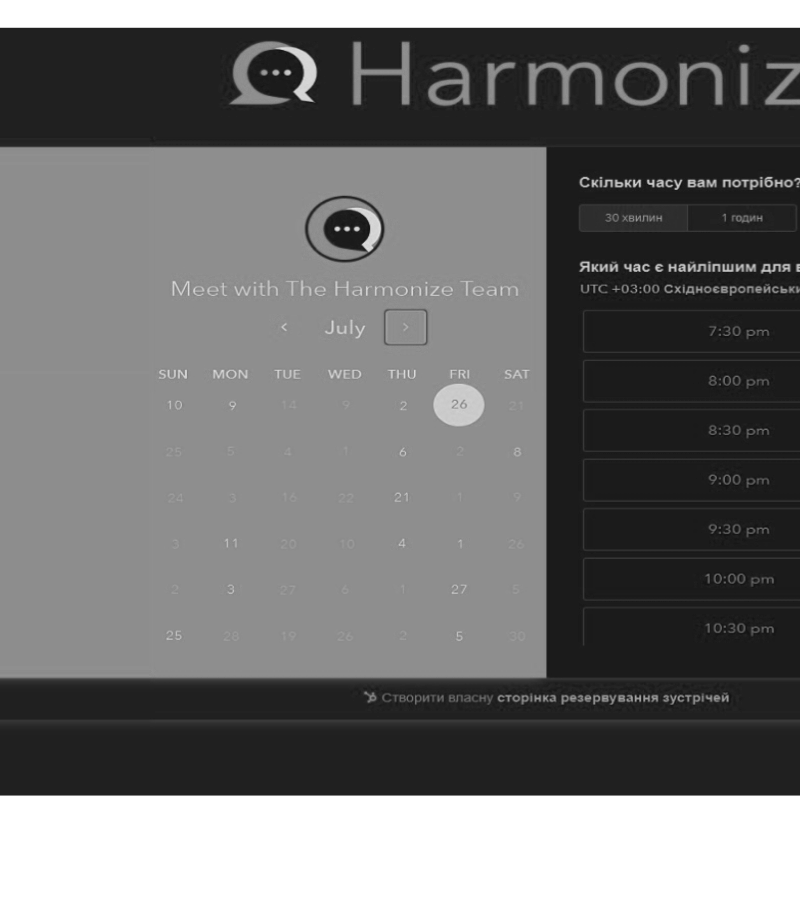 Harmoniz
Meet with The Harmonize Team
< July >
SUN MON TUE WED THU FRI SAT
10 9 14 9 2 26 21
25 5 4 1 6 2 8
24 3 16 22 21 1 9
3 11 20 10 4 1 26
2 3 27 6 1 27 5
25 28 19 26 2 5 30
Скільки часу вам потрібно?
30 хвилин 1 годин
Який час є найліпшим для в
UTC +03:00 Східноєвропейськи
7:30 pm
8:00 pm
8:30 pm
9:00 pm
9:30 pm
10:00 pm
10:30 pm
Створити власну сторінка резервування зустрічей